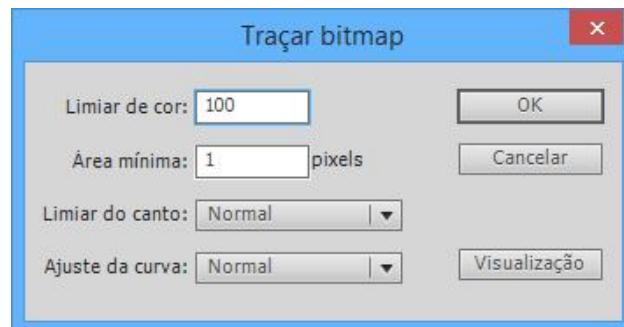 Traçar bitmap
Limiar de cor: 100
OK
Área mínima: 1 pixels
Cancelar
Limiar do canto: Normal
Ajuste da curva: Normal
Visualização